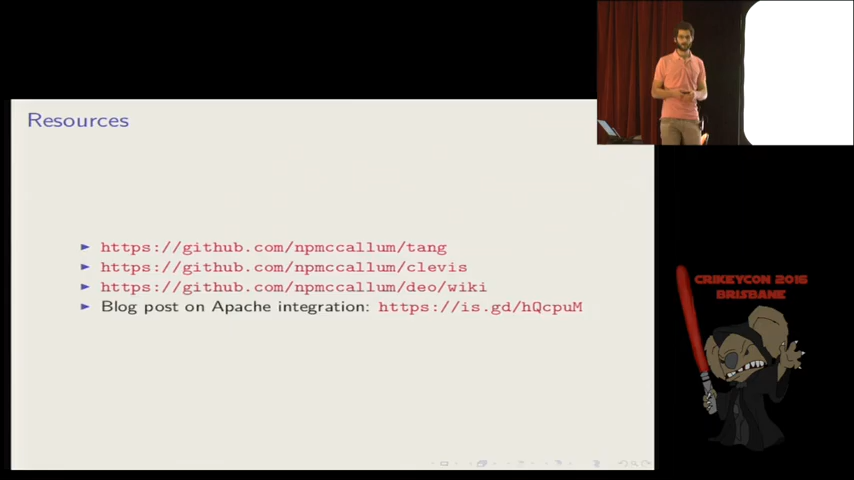 Resources
https://github.com/npmccallum/tang
https://github.com/npmccallum/clevis
https://github.com/npmccallum/deo/wiki
Blog post on Apache integration: https://is.gd/hQcpuM
CRIKEYCON 2016
BRISBANE